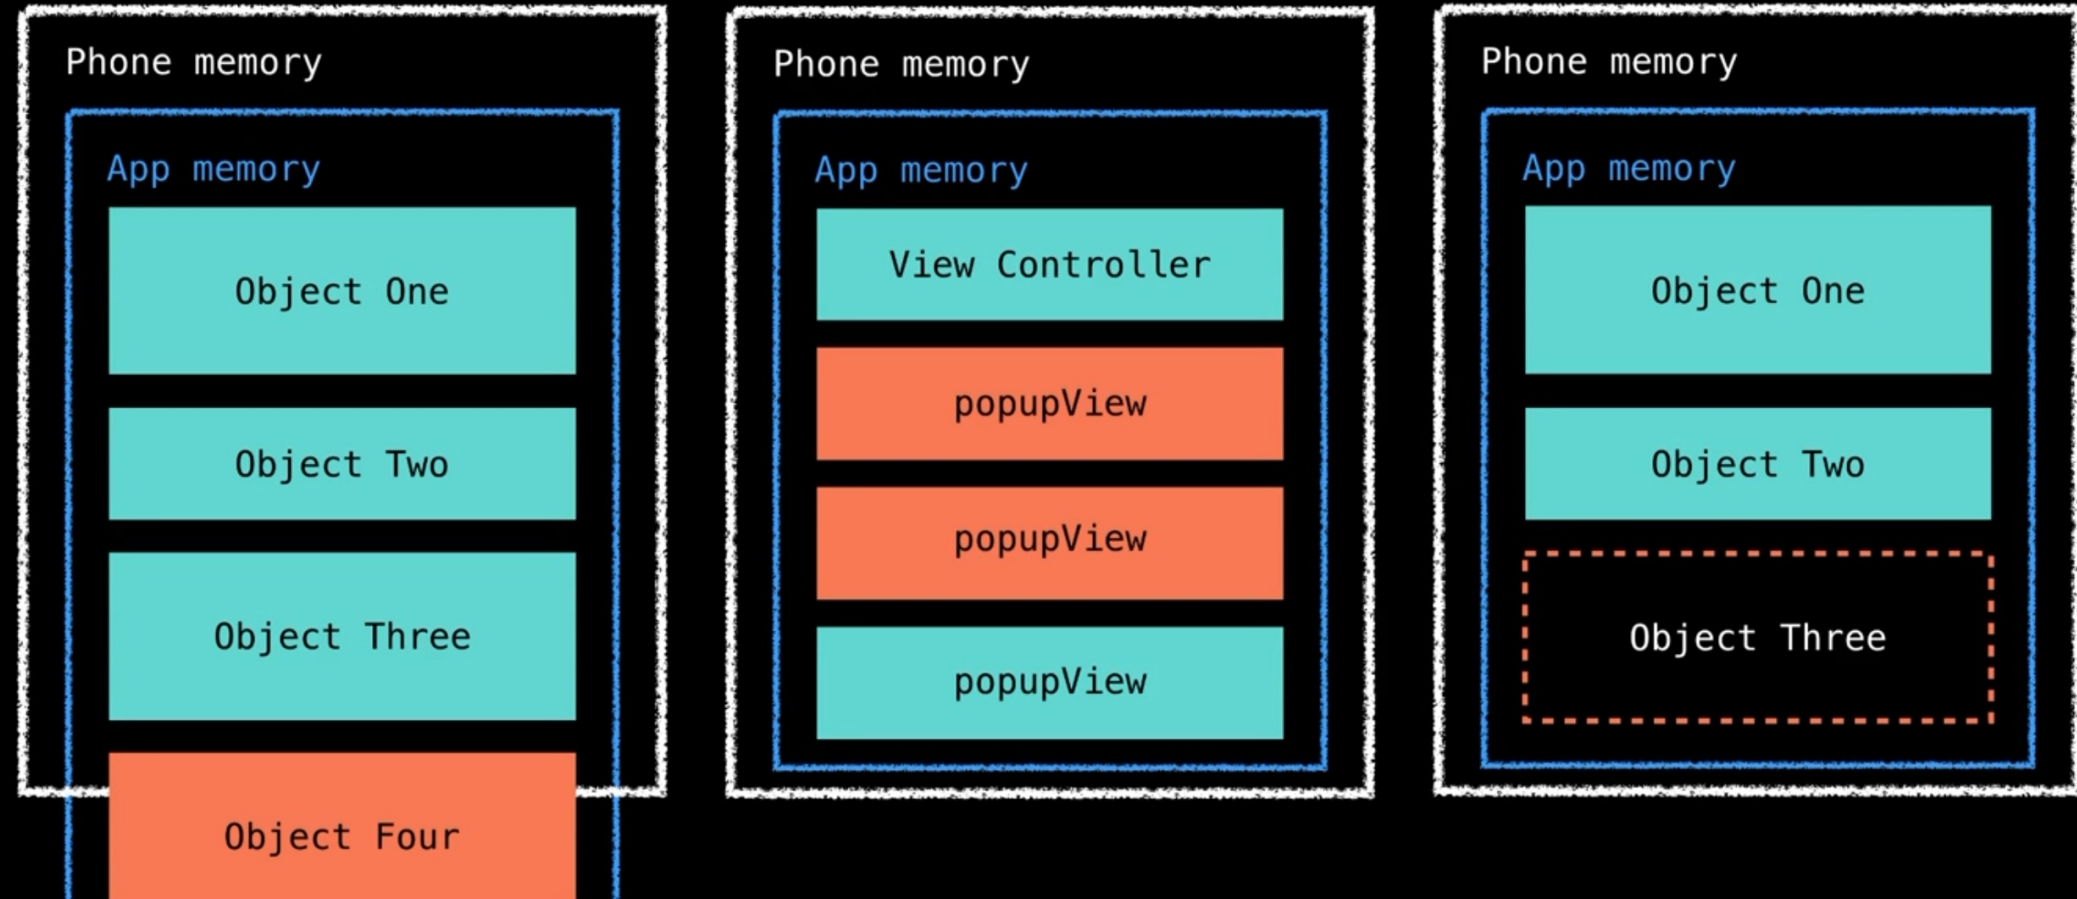 Phone memory
App memory
Object One
Object Two
Object Three
Object Four
Phone memory
App memory
View Controller
popupView
popupView
popupView
Phone memory
App memory
Object One
Object Two
Object Three